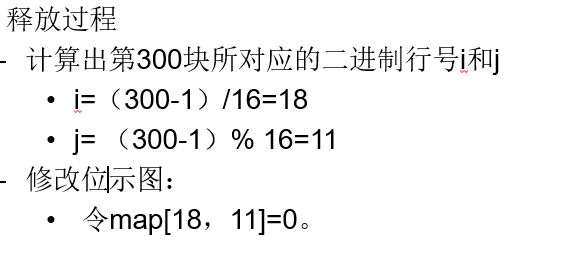 释放过程
- 计算出第300块所对应的二进制行号i和j
• i=（300-1）/16=18
• j= （300-1）% 16=11
- 修改位示图：
• 令map[18，11]=0。